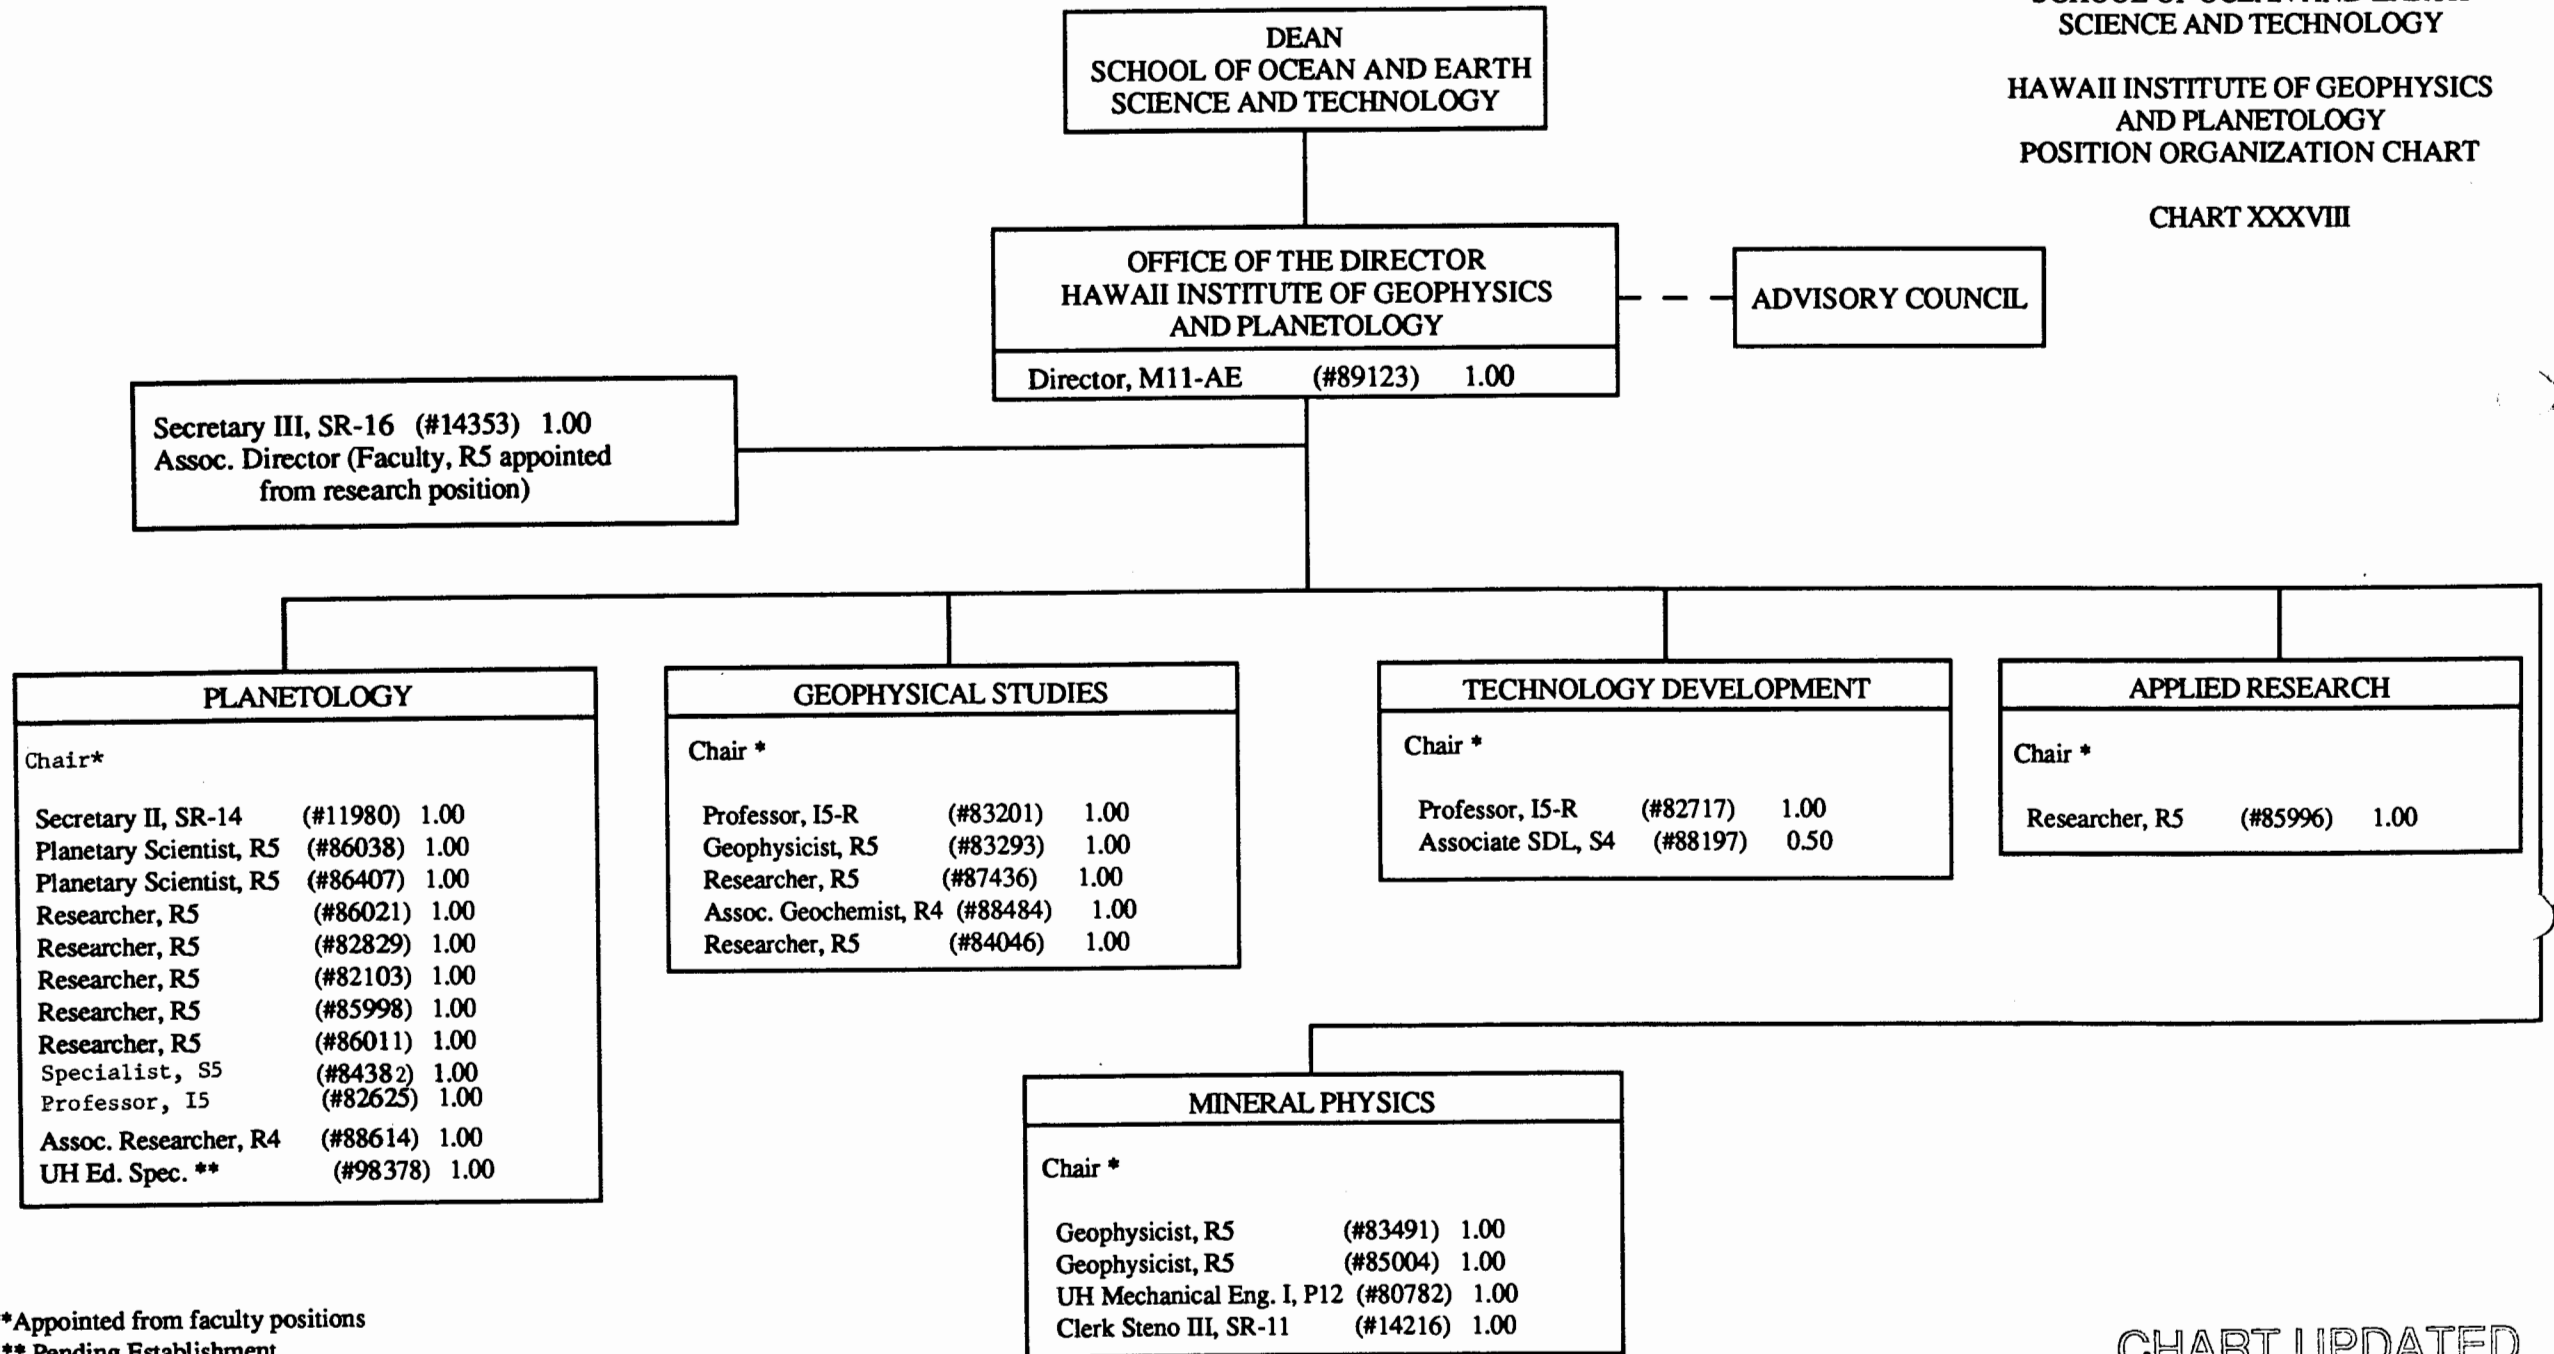 SCHOOL OF OCEAN AND EARTH
SCIENCE AND TECHNOLOGY
HAWAII INSTITUTE OF GEOPHYSICS
AND PLANETOLOGY
POSITION ORGANIZATION CHART
CHART XXXVIII
DEAN
SCHOOL OF OCEAN AND EARTH
SCIENCE AND TECHNOLOGY
OFFICE OF THE DIRECTOR
HAWAII INSTITUTE OF GEOPHYSICS
AND PLANETOLOGY
Director, M11-AE (#89123) 1.00
ADVISORY COUNCIL
Secretary III, SR-16 (#14353) 1.00
Assoc. Director (Faculty, R5 appointed
from research position)
PLANETOLOGY
Chair*
Secretary II, SR-14 (#11980) 1.00
Planetary Scientist, R5 (#86038) 1.00
Planetary Scientist, R5 (#86407) 1.00
Researcher, R5 (#86021) 1.00
Researcher, R5 (#82829) 1.00
Researcher, R5 (#82103) 1.00
Researcher, R5 (#85998) 1.00
Researcher, R5 (#86011) 1.00
Specialist, S5 (#84382) 1.00
Professor, I5 (#82625) 1.00
Assoc. Researcher, R4 (#88614) 1.00
UH Ed. Spec. ** (#98378) 1.00
GEOPHYSICAL STUDIES
Chair *
Professor, I5-R (#83201) 1.00
Geophysicist, R5 (#83293) 1.00
Researcher, R5 (#87436) 1.00
Assoc. Geochemist, R4 (#88484) 1.00
Researcher, R5 (#84046) 1.00
TECHNOLOGY DEVELOPMENT
Chair *
Professor, I5-R (#82717) 1.00
Associate SDL, S4 (#88197) 0.50
APPLIED RESEARCH
Chair *
Researcher, R5 (#85996) 1.00
MINERAL PHYSICS
Chair *
Geophysicist, R5 (#83491) 1.00
Geophysicist, R5 (#85004) 1.00
UH Mechanical Eng. I, P12 (#80782) 1.00
Clerk Steno III, SR-11 (#14216) 1.00
*Appointed from faculty positions
** Pending Establishment
CHART UPDATED